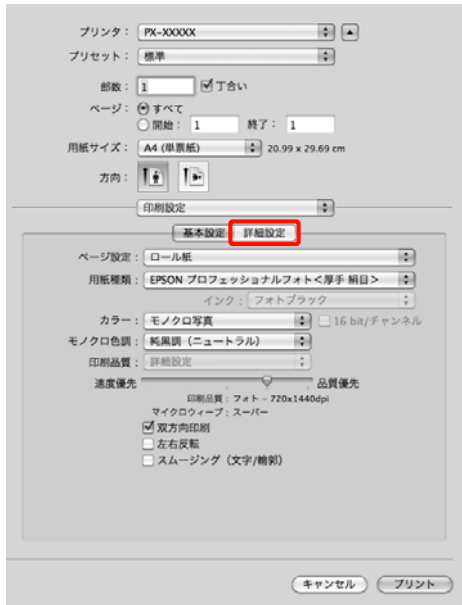 プリンタ： PX-XXXXX
プリセット： 標準
部数： 1 丁合い
ページ： すべて
開始： 1 終了： 1
用紙サイズ： A4 (単票紙) 20.99 x 29.69 cm
方向：
印刷設定
基本設定 詳細設定
ページ設定： ロール紙
用紙種類： EPSON プロフェッショナルフォト<厚手 絹目>
インク： フォトブラック
カラー： モノクロ写真 16 bit/チャンネル
モノクロ色調： 純黒調（ニュートラル）
印刷品質： 詳細設定
速度優先 品質優先
印刷品質：フォト - 720x1440dpi
マイクロウィーブ：スーパー
双方向印刷
左右反転
スムージング（文字/輪郭）
キャンセル プリント